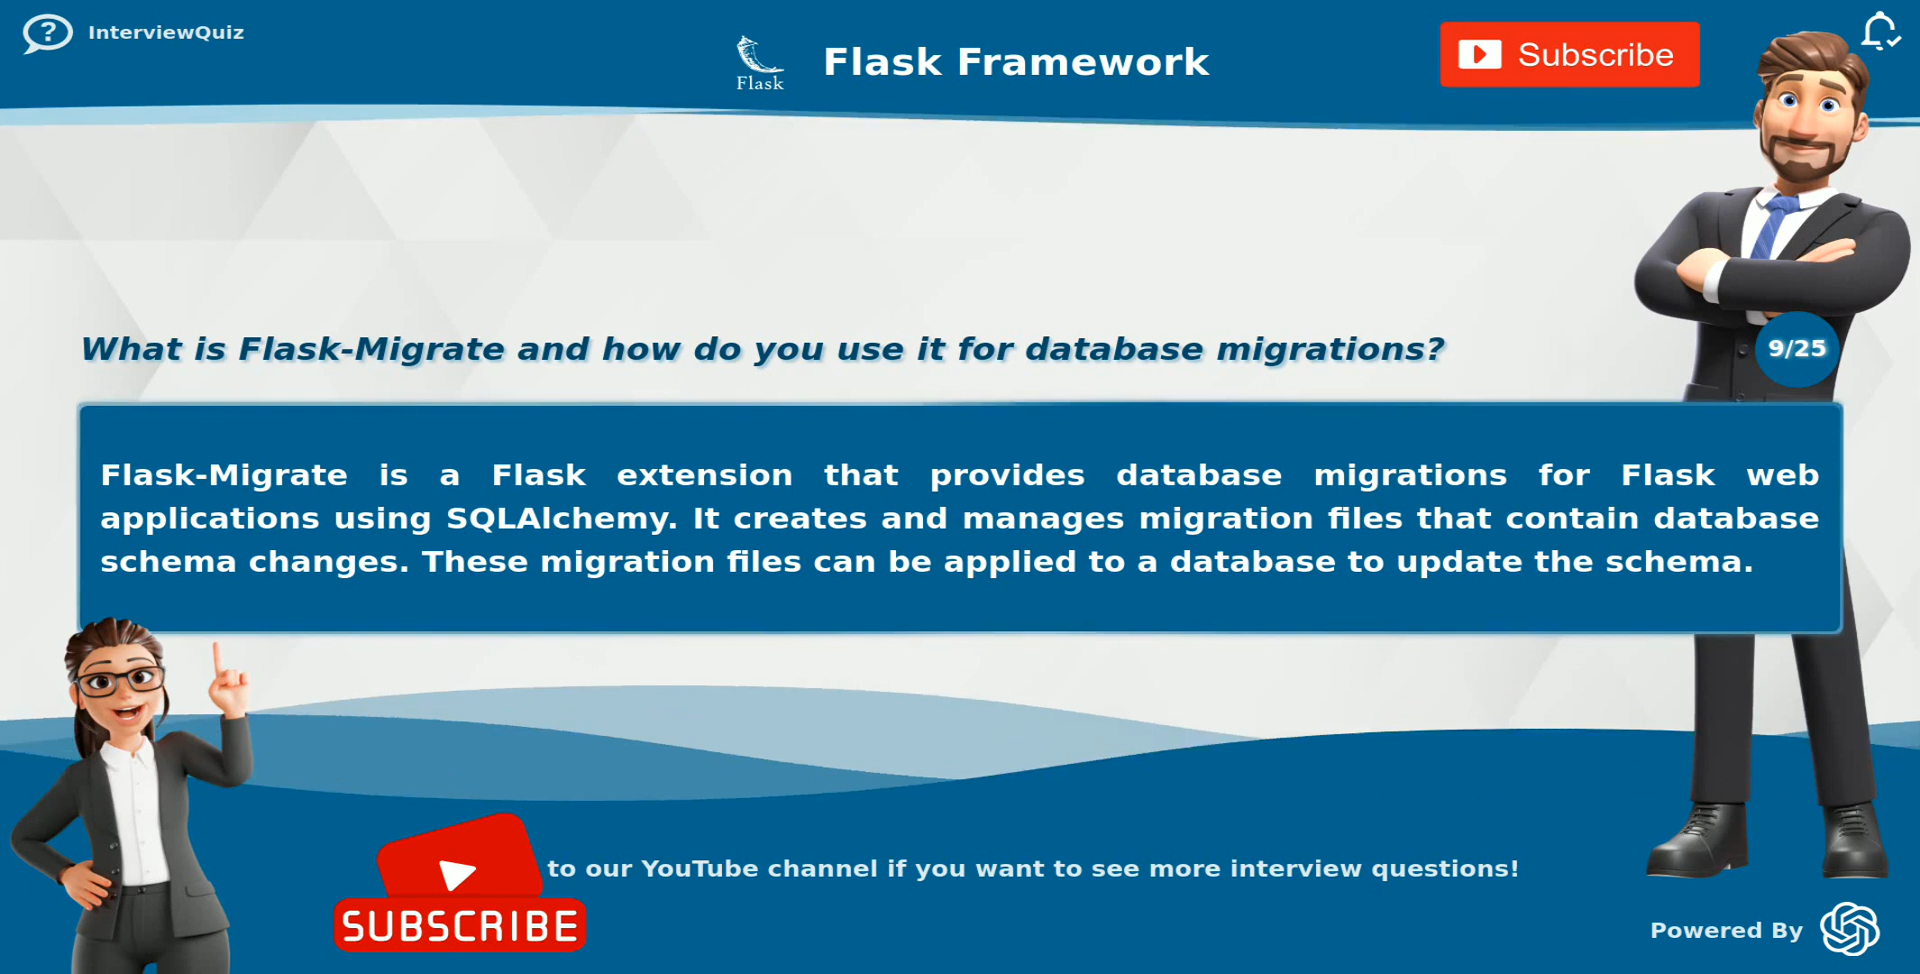 ?
InterviewQuiz
Flask
Flask Framework
Subscribe
What is Flask-Migrate and how do you use it for database migrations?
9/25
Flask-Migrate is a Flask extension that provides database migrations for Flask web
applications using SQLAlchemy. It creates and manages migration files that contain database
schema changes. These migration files can be applied to a database to update the schema.
to our YouTube channel if you want to see more interview questions!
SUBSCRIBE
Powered By